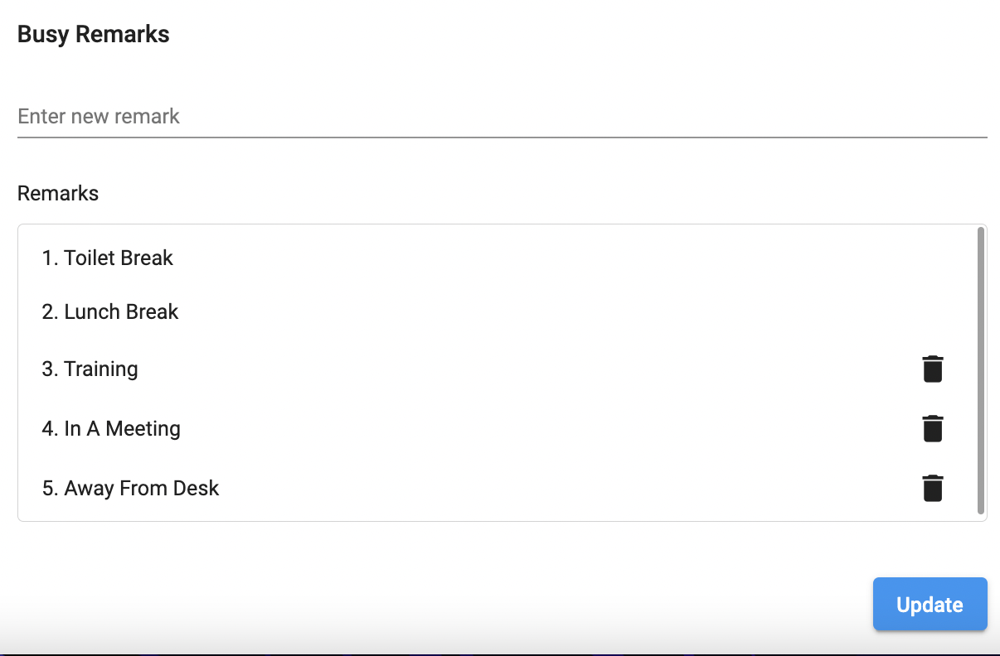 Busy Remarks
Enter new remark
Remarks
1. Toilet Break
2. Lunch Break
3. Training
4. In A Meeting
5. Away From Desk
Update